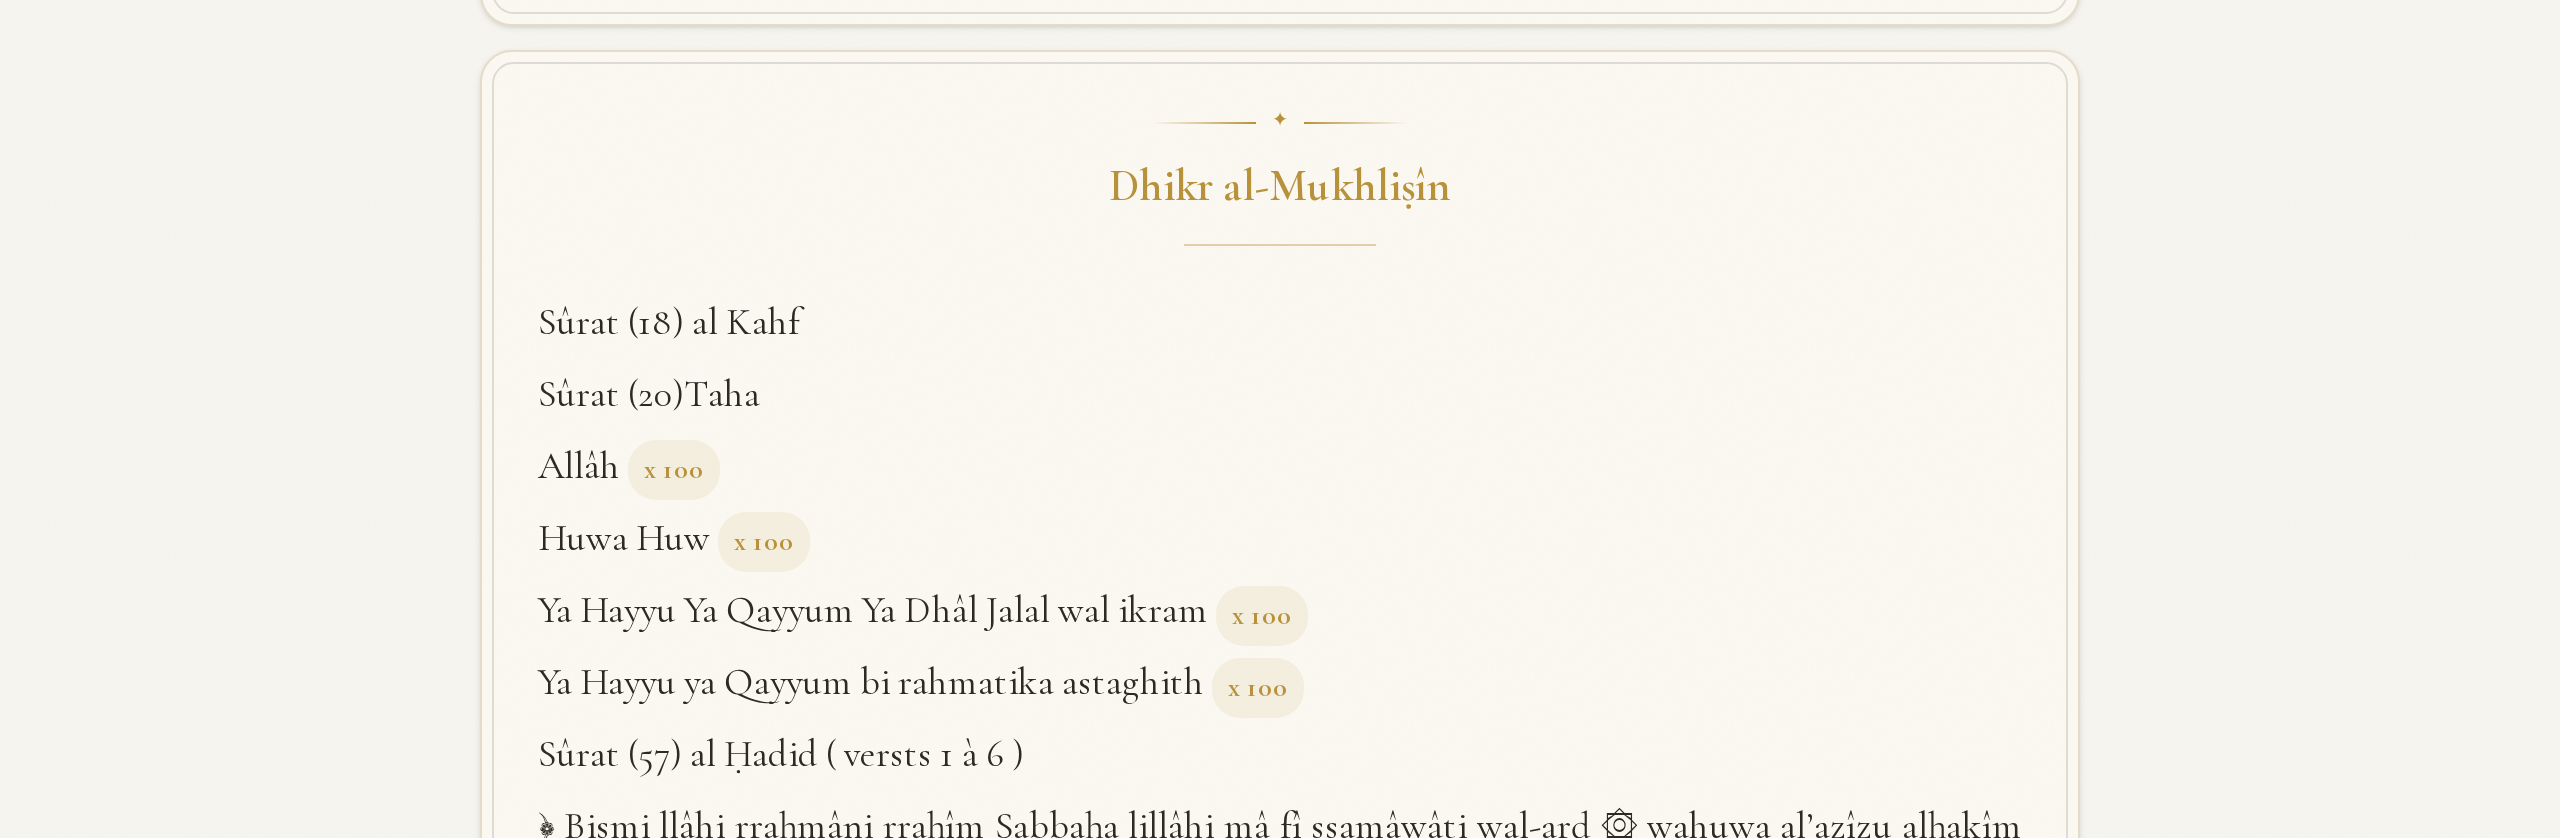 Dhikr al-Mukhliṣîn
Sûrat (18) al Kahf
Sûrat (20)Taha
Allâh x 100
Huwa Huw x 100
Ya Hayyu Ya Qayyum Ya Dhâl Jalal wal ikram x 100
Ya Hayyu ya Qayyum bi rahmatika astaghith x 100
Sûrat (57) al Ḥadid ( versts 1 à 6 )
Bismi llâhi rrahmâni rrahîm Sabbaha lillâhi mâ fî ssamâwâti wal-ard ۞ wahuwa al’azîzu alhakîm